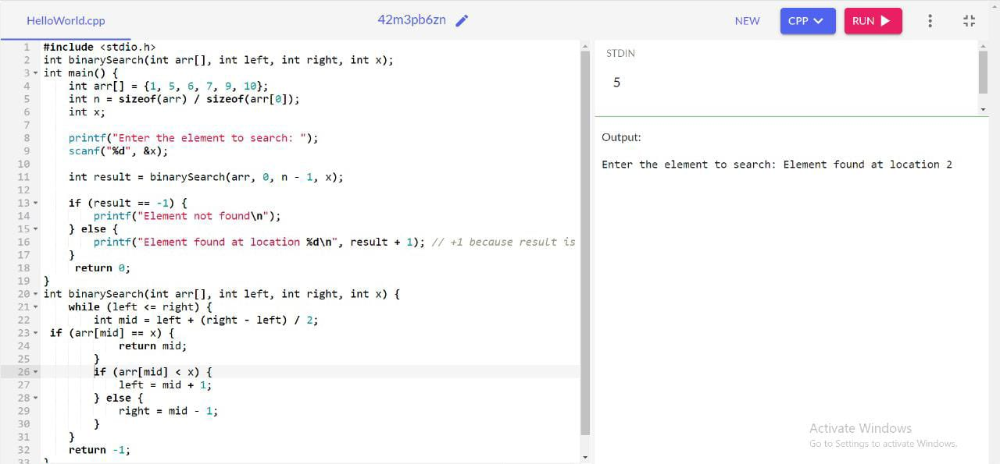 HelloWorld.cpp
42m3pb6zn
NEW
CPP
RUN
1 #include <stdio.h>
2 int binarySearch(int arr[], int left, int right, int x);
3 int main() {
4 int arr[] = {1, 5, 6, 7, 9, 10};
5 int n = sizeof(arr) / sizeof(arr[0]);
6 int x;
7
8 printf("Enter the element to search: ");
9 scanf("%d", &x);
10
11 int result = binarySearch(arr, 0, n - 1, x);
12
13 if (result == -1) {
14 printf("Element not found\n");
15 } else {
16 printf("Element found at location %d\n", result + 1); // +1 because result is
17 }
18 return 0;
19 }
20 int binarySearch(int arr[], int left, int right, int x) {
21 while (left <= right) {
22 int mid = left + (right - left) / 2;
23 if (arr[mid] == x) {
24 return mid;
25 }
26 if (arr[mid] < x) {
27 left = mid + 1;
28 } else {
29 right = mid - 1;
30 }
31 }
32 return -1;
33 }
STDIN
5
Output:
Enter the element to search: Element found at location 2
Activate Windows
Go to Settings to activate Windows.